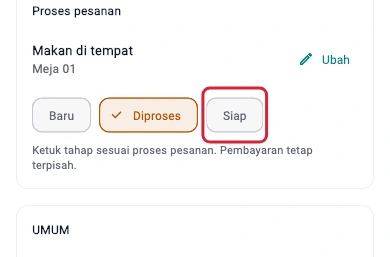 Proses pesanan
Makan di tempat
Meja 01
Ubah
Baru
Diproses
Siap
Ketuk tahap sesuai proses pesanan. Pembayaran tetap
terpisah.
UMUM